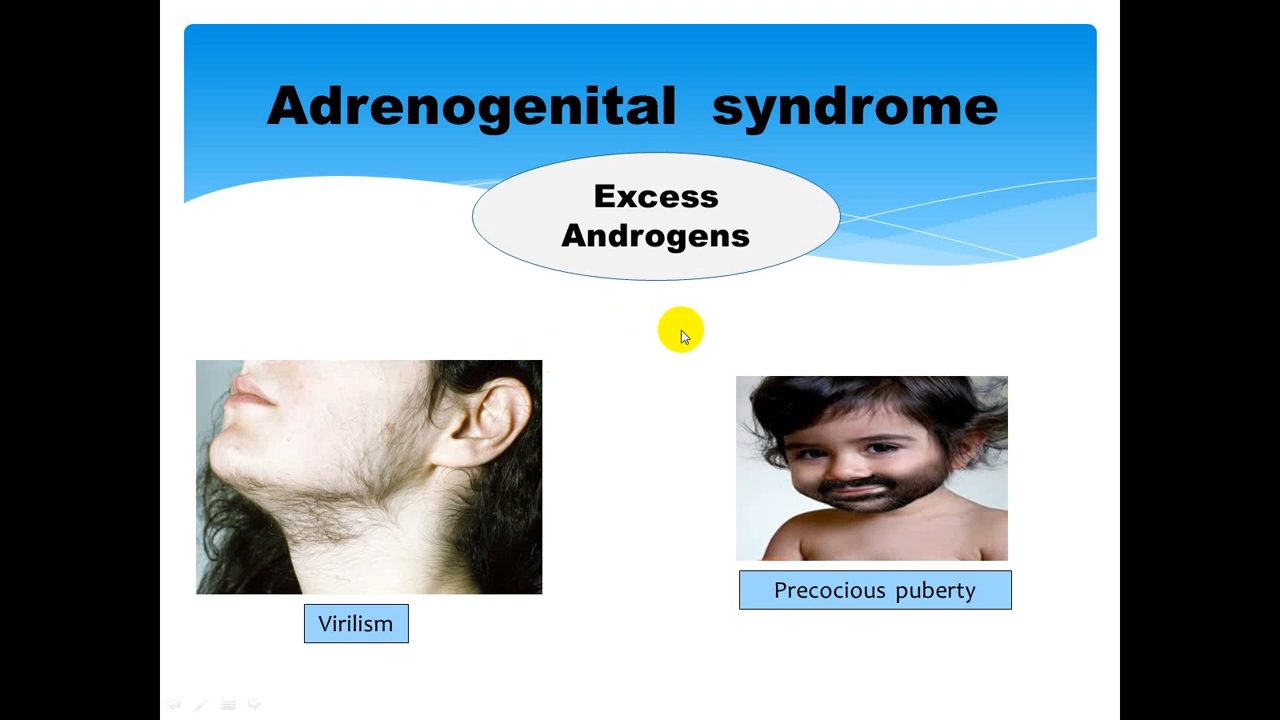 Adrenogenital syndrome
Excess
Androgens
Virilism
Precocious puberty